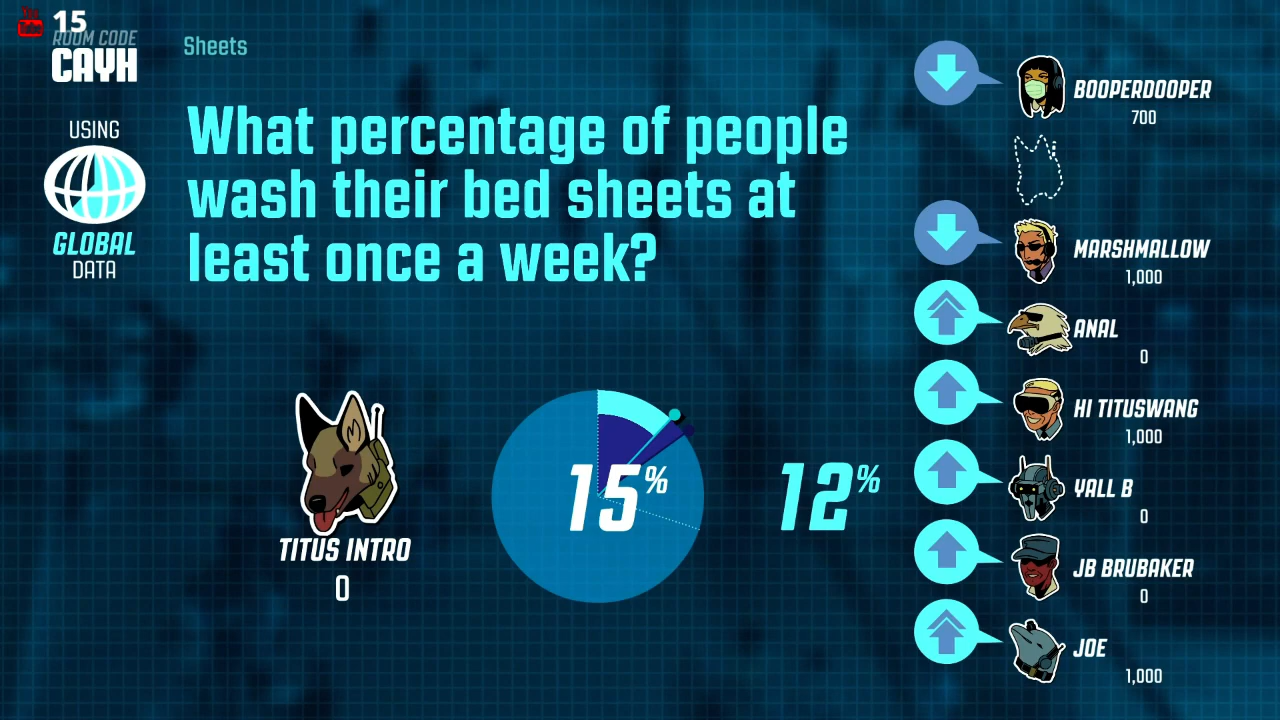 15
ROOM CODE
CAYH
Sheets
USING
GLOBAL
DATA
What percentage of people
wash their bed sheets at
least once a week?
TITUS INTRO
0
15%
12%
BOOPERDOOPER
700
MARSHMALLOW
1,000
ANAL
0
HI TITUSWANG
1,000
YALL B
0
JB BRUBAKER
0
JOE
1,000